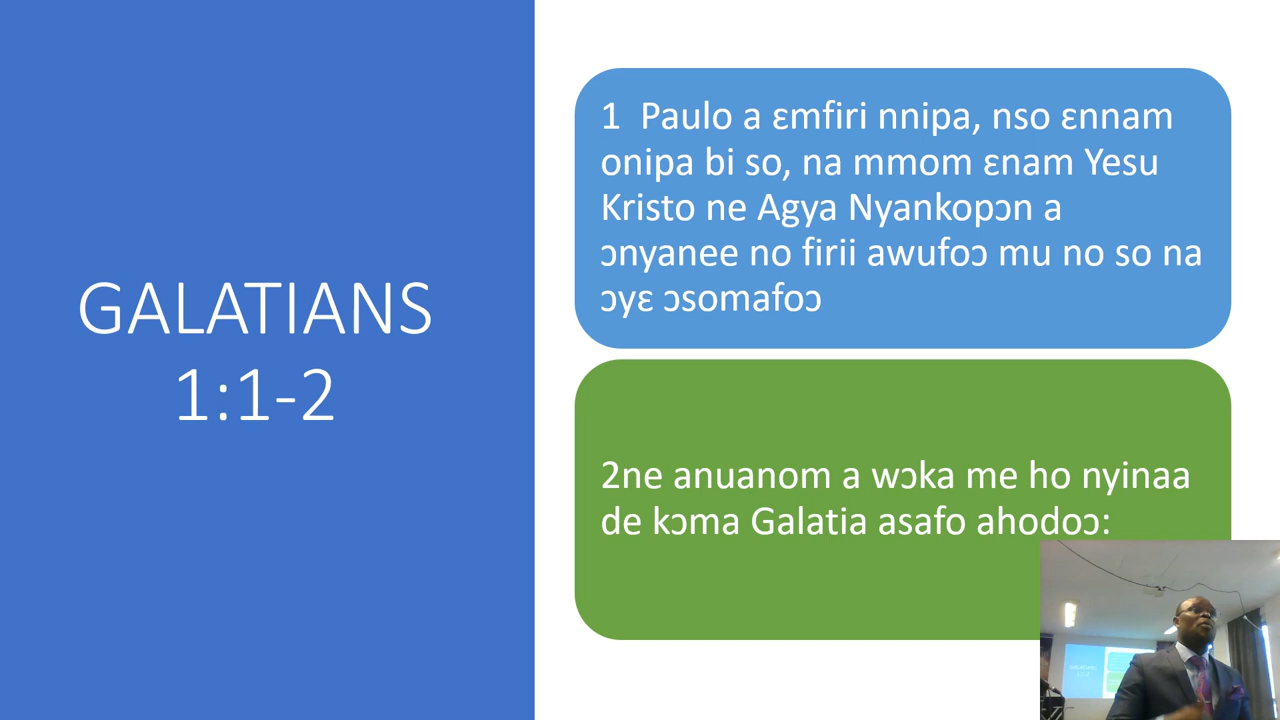 GALATIANS
1:1-2
1 Paulo a ɛmfiri nnipa, nso ɛnnam
onipa bi so, na mmom ɛnam Yesu
Kristo ne Agya Nyankopɔn a
ɔnyanee no firii awufoɔ mu no so na
ɔyɛ ɔsomafoɔ
2ne anuanom a wɔka me ho nyinaa
de kɔma Galatia asafo ahodoɔ: